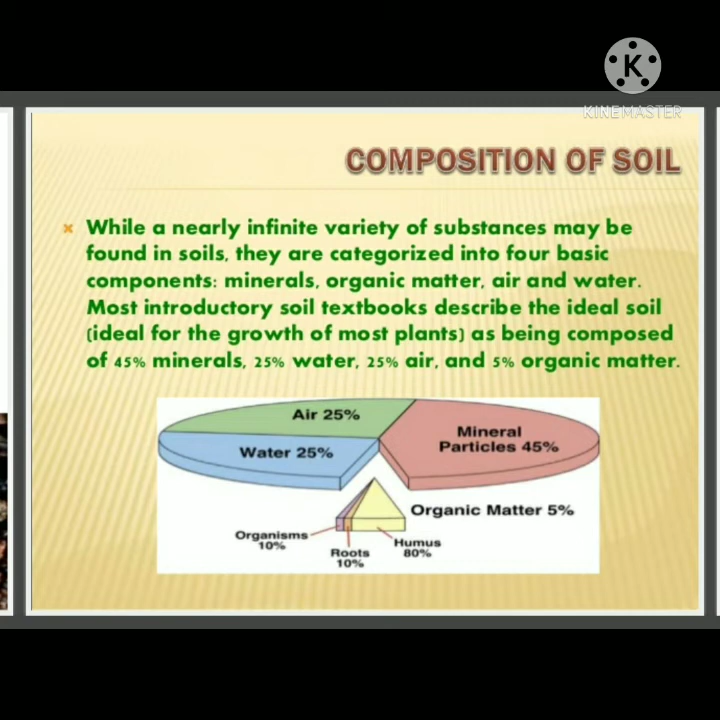 K
KINEMASTER
COMPOSITION OF SOIL
While a nearly infinite variety of substances may be
found in soils, they are categorized into four basic
components: minerals, organic matter, air and water.
Most introductory soil textbooks describe the ideal soil
(ideal for the growth of most plants) as being composed
of 45% minerals, 25% water, 25% air, and 5% organic matter.
Air 25%
Mineral
Particles 45%
Water 25%
Organic Matter 5%
Organisms
10%
Roots
10%
Humus
80%